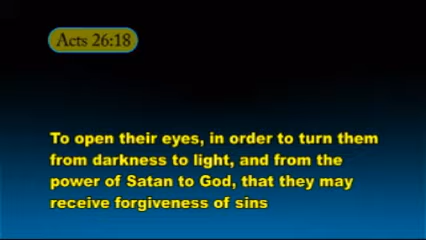 Acts 26:18
To open their eyes, in order to turn them
from darkness to light, and from the
power of Satan to God, that they may
receive forgiveness of sins